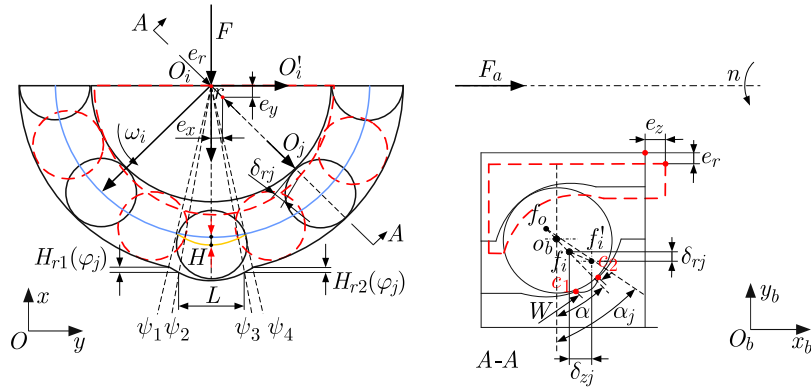 A
F
e_r
O_i
O_i^!
e_y
e_x
ω_i
O_j
δ_rj
A
H
H_r1(φ_j)
H_r2(φ_j)
L
x
O
y
ψ_1 ψ_2 ψ_3 ψ_4
F_a
n
e_z
e_r
f_o
o_b
f_i^!
f_i
c_2
c_1
δ_rj
W
α
α_j
A-A
δ_zj
y_b
O_b
x_b